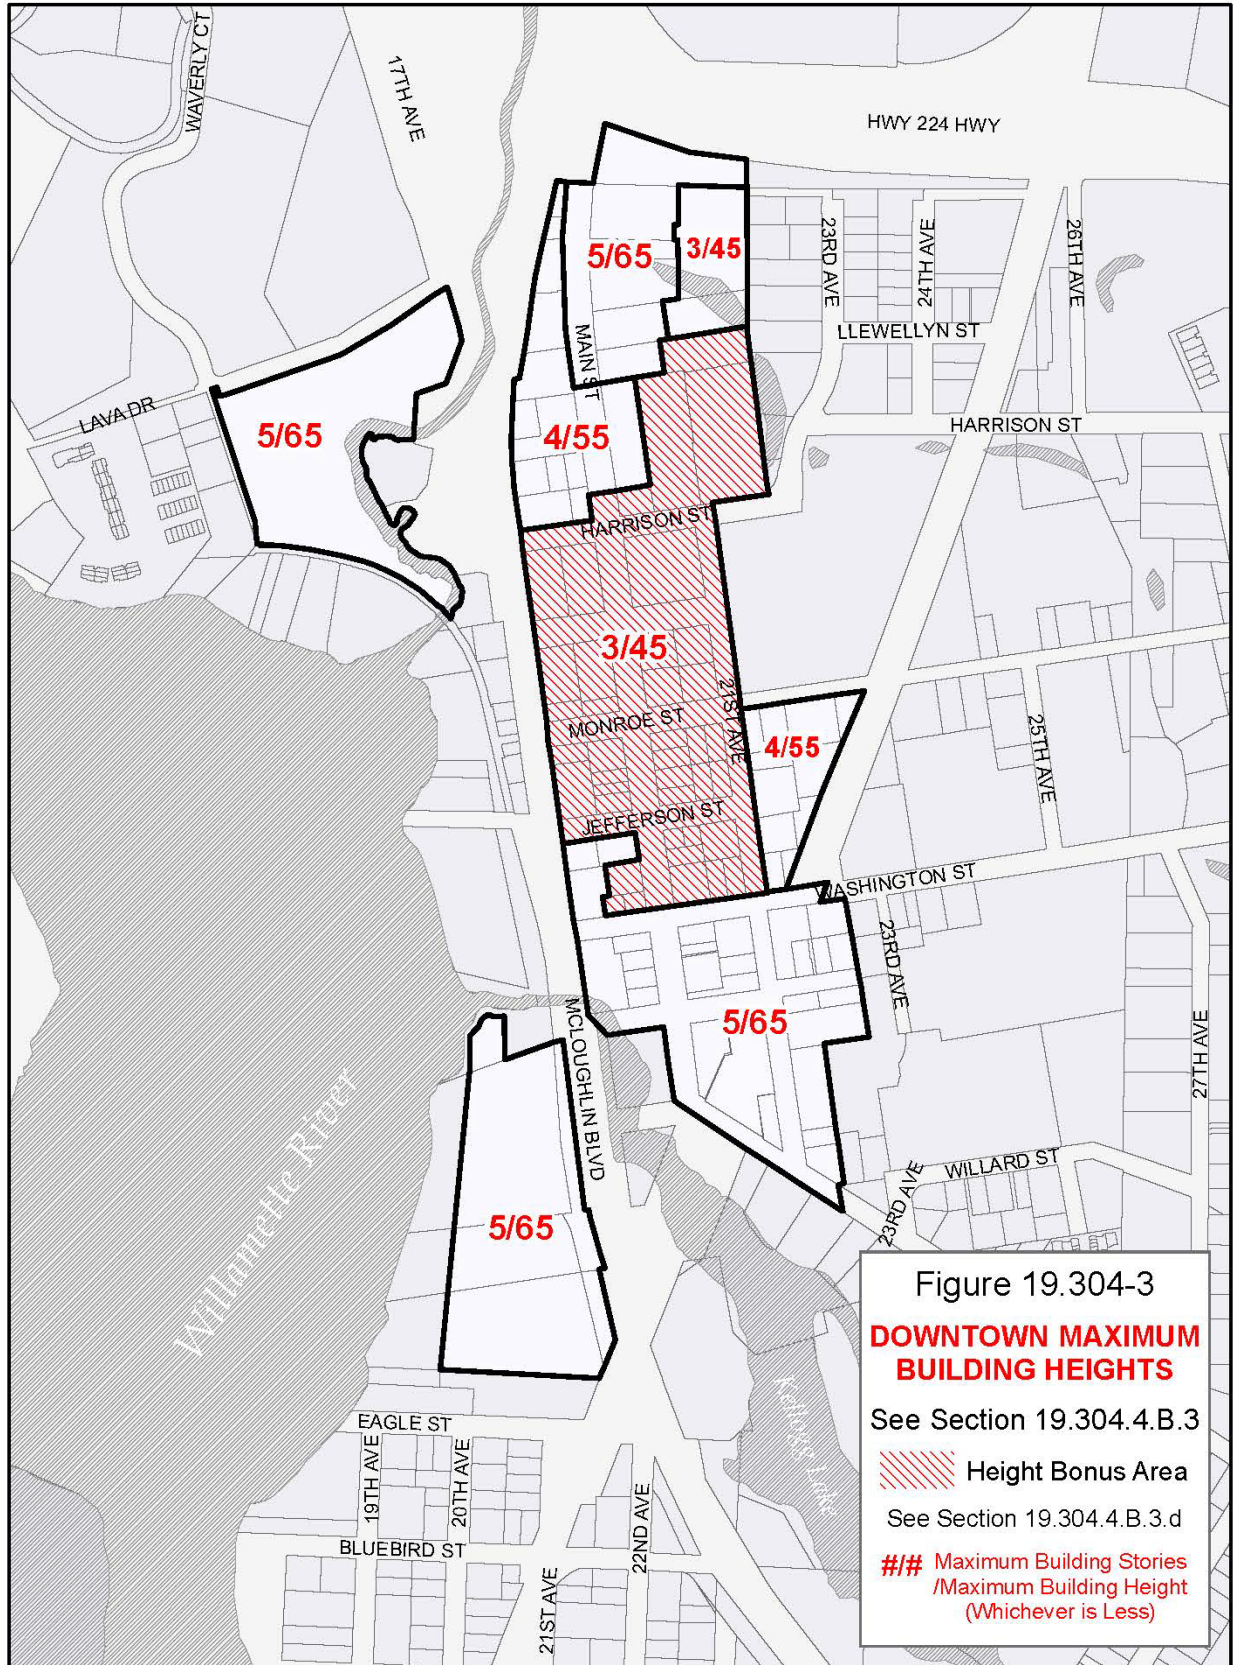 WAVERLY CT
17TH AVE
HWY 224 HWY
5/65
3/45
23RD AVE
24TH AVE
26TH AVE
LLEWELLYN ST
MAIN ST
LAVA DR
5/65
4/55
HARRISON ST
HARRISON ST
3/45
21ST AVE
MONROE ST
4/55
25TH AVE
JEFFERSON ST
WASHINGTON ST
23RD AVE
5/65
MCLOUGHLIN BLVD
27TH AVE
Willamette River
WILLARD ST
23RD AVE
5/65
Kellogg Lake
EAGLE ST
19TH AVE
20TH AVE
22ND AVE
BLUEBIRD ST
21ST AVE
Figure 19.304-3
DOWNTOWN MAXIMUM
BUILDING HEIGHTS
See Section 19.304.4.B.3
Height Bonus Area
See Section 19.304.4.B.3.d
#/# Maximum Building Stories
/Maximum Building Height
(Whichever is Less)